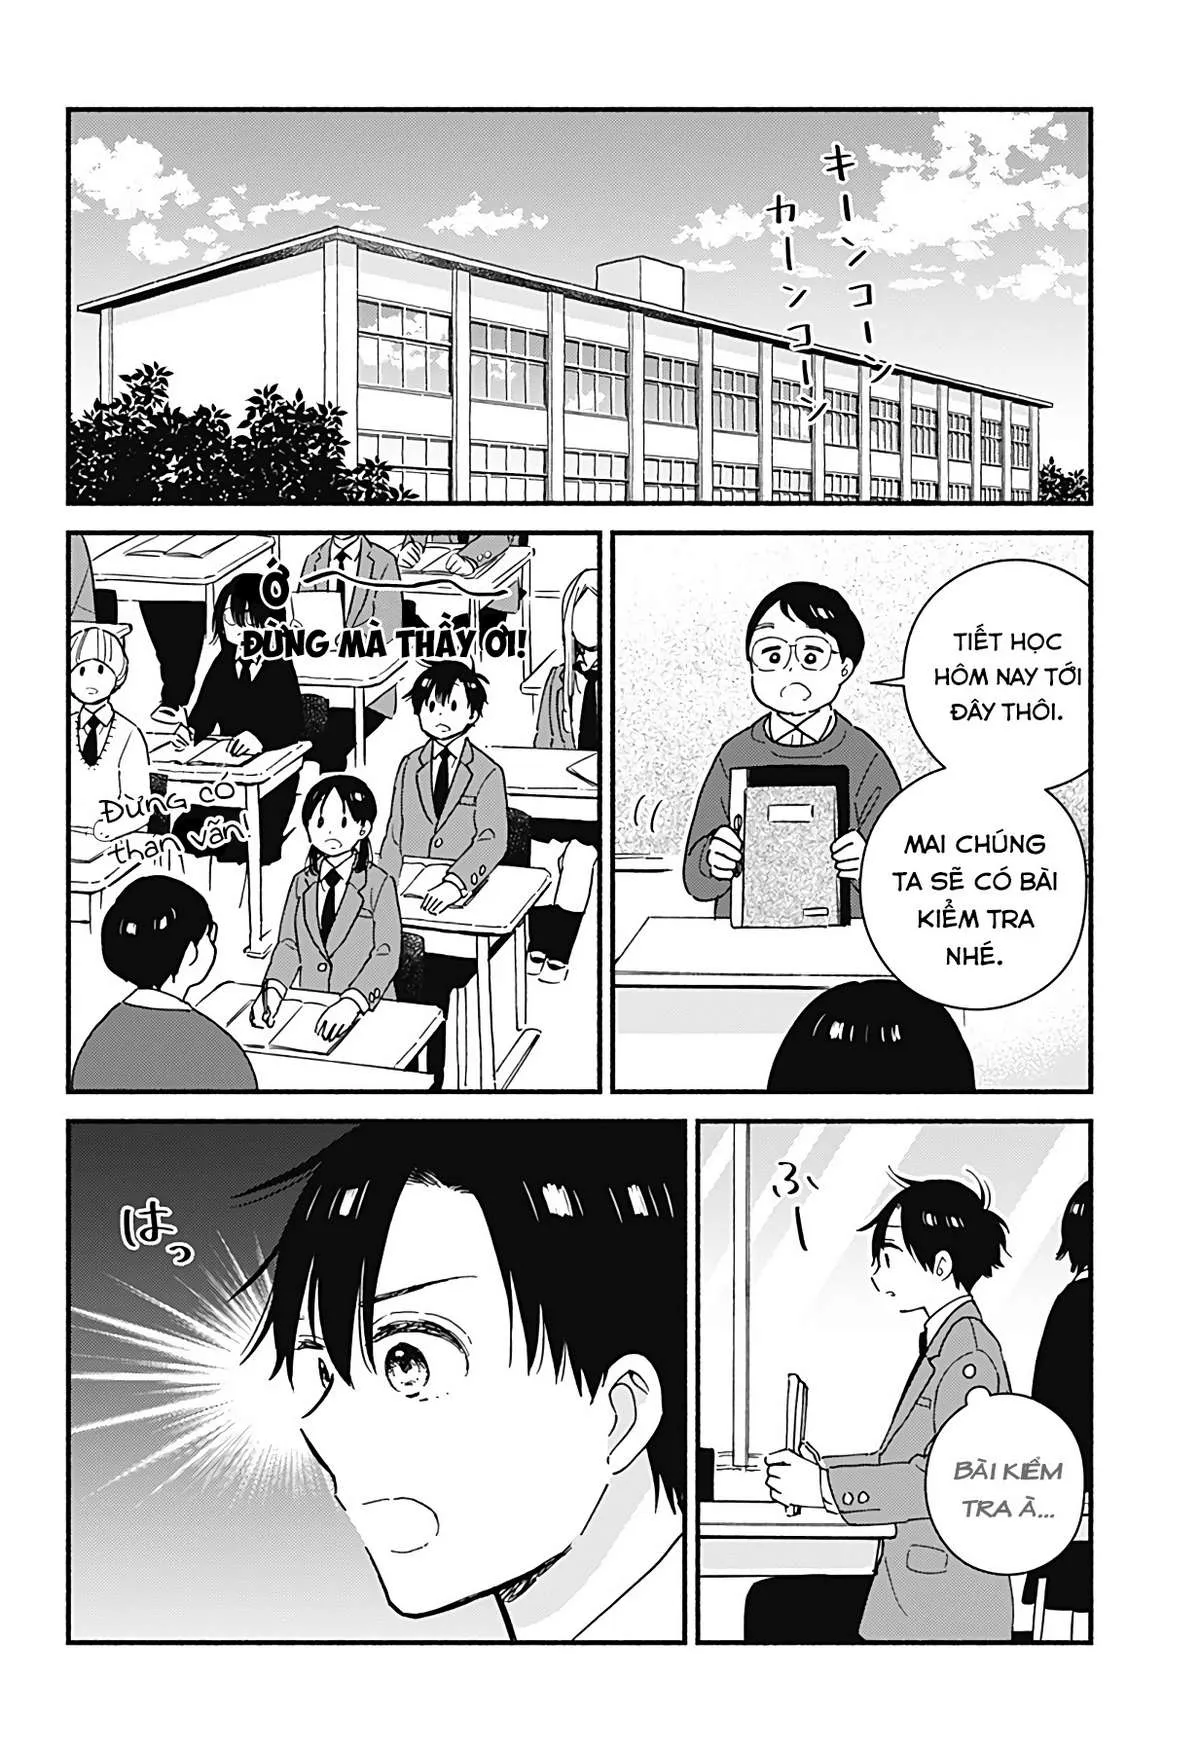 キーンコーン
カーンコーン
TIẾT HỌC
HÔM NAY TỚI
ĐÂY THÔI.
MAI CHÚNG
TA SẼ CÓ BÀI
KIỂM TRA
NHÉ.
Ớ
ĐỪNG MÀ THẦY ƠI!
Đừng có
than vãn!
ふー
BÀI KIỂM
TRA À...
はっ